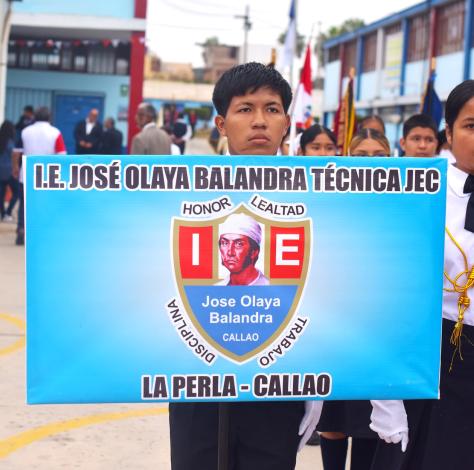 I.E. JOSÉ OLAYA BALANDRA TÉCNICA JEC
HONOR LEALTAD
I E
DISCIPLINA TRABAJO
Jose Olaya
Balandra
CALLAO
LA PERLA - CALLAO